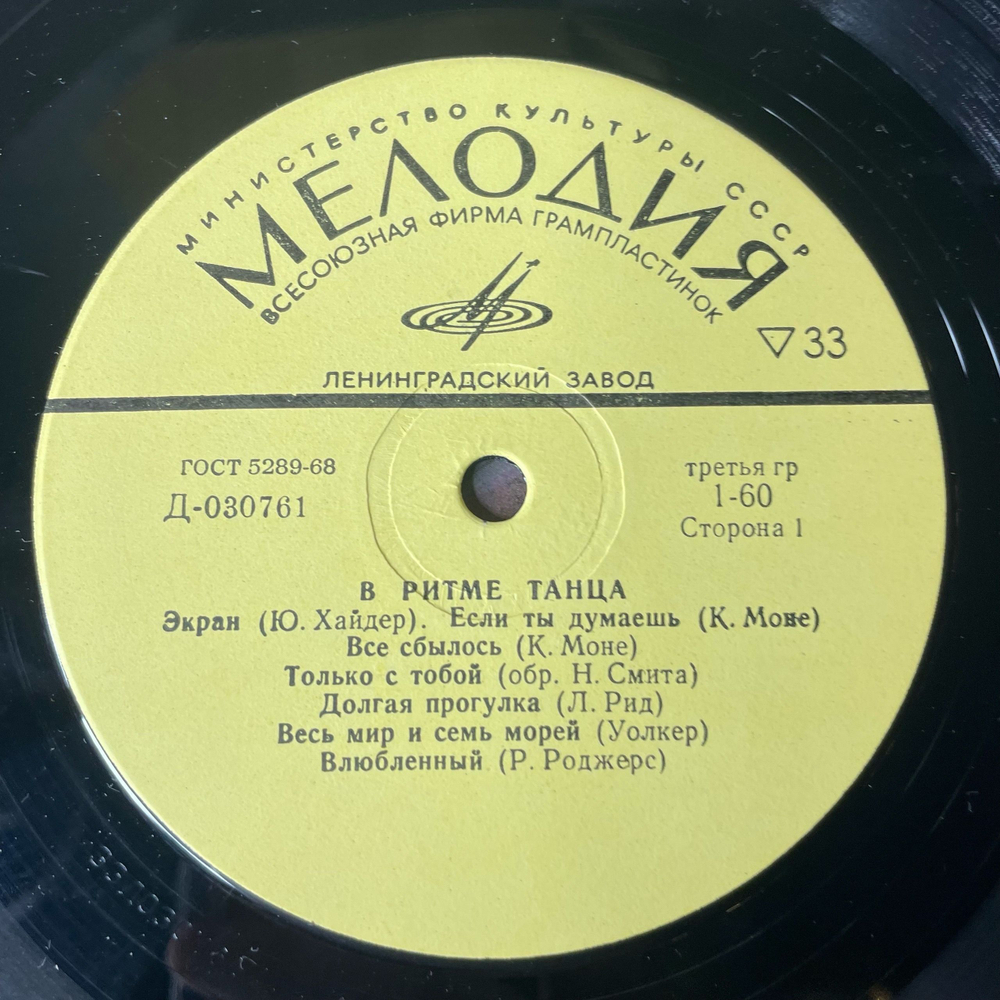 МИНИСТЕРСТВО КУЛЬТУРЫ СССР
МЕЛОДИЯ
ВСЕСОЮЗНАЯ ФИРМА ГРАМПЛАСТИНОК
▽33
ЛЕНИНГРАДСКИЙ ЗАВОД
ГОСТ 5289-68
третья гр
Д-030761
1-60
Сторона 1
В РИТМЕ ТАНЦА
Экран (Ю. Хайдер). Если ты думаешь (К. Моне)
Все сбылось (К. Моне)
Только с тобой (обр. Н. Смита)
Долгая прогулка (Л. Рид)
Весь мир и семь морей (Уолкер)
Влюбленный (Р. Роджерс)